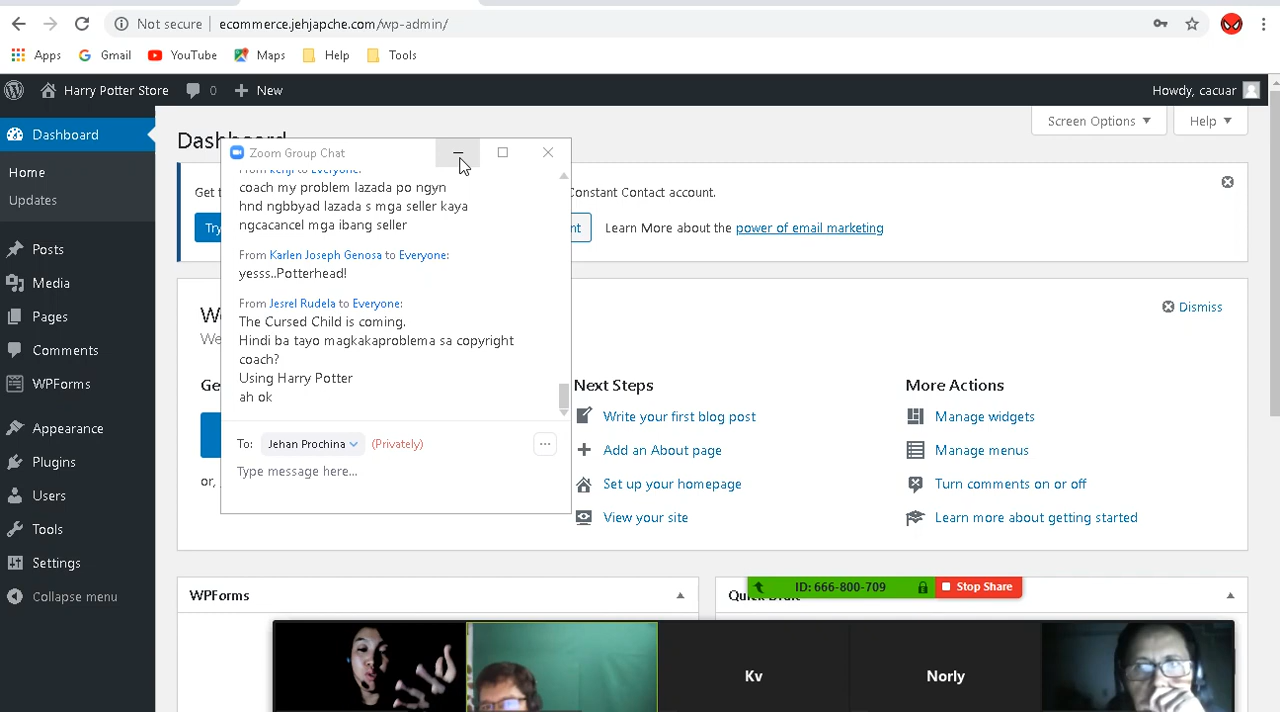 Not secure | ecommerce.jehjapche.com/wp-admin/
Apps Gmail YouTube Maps Help Tools
Harry Potter Store 0 New Howdy, cacuar
Dashboard
Home
Updates
Posts
Media
Pages
Comments
WPForms
Appearance
Plugins
Users
Tools
Settings
Collapse menu
Screen Options Help
Constant Contact account.
Learn More about the power of email marketing
Zoom Group Chat
From kenji to Everyone:
coach my problem lazada po ngyn
hnd ngbbyad lazada s mga seller kaya
ngcacancel mga ibang seller
From Karlen Joseph Genosa to Everyone:
yesss..Potterhead!
From Jesrel Rudela to Everyone:
The Cursed Child is coming.
Hindi ba tayo magkakaproblema sa copyright
coach?
Using Harry Potter
ah ok
To: Jehan Prochina (Privately)
Type message here...
Dismiss
Next Steps
Write your first blog post
Add an About page
Set up your homepage
View your site
More Actions
Manage widgets
Manage menus
Turn comments on or off
Learn more about getting started
or,
WPForms
Quick Draft
ID: 666-800-709 Stop Share
Kv
Norly